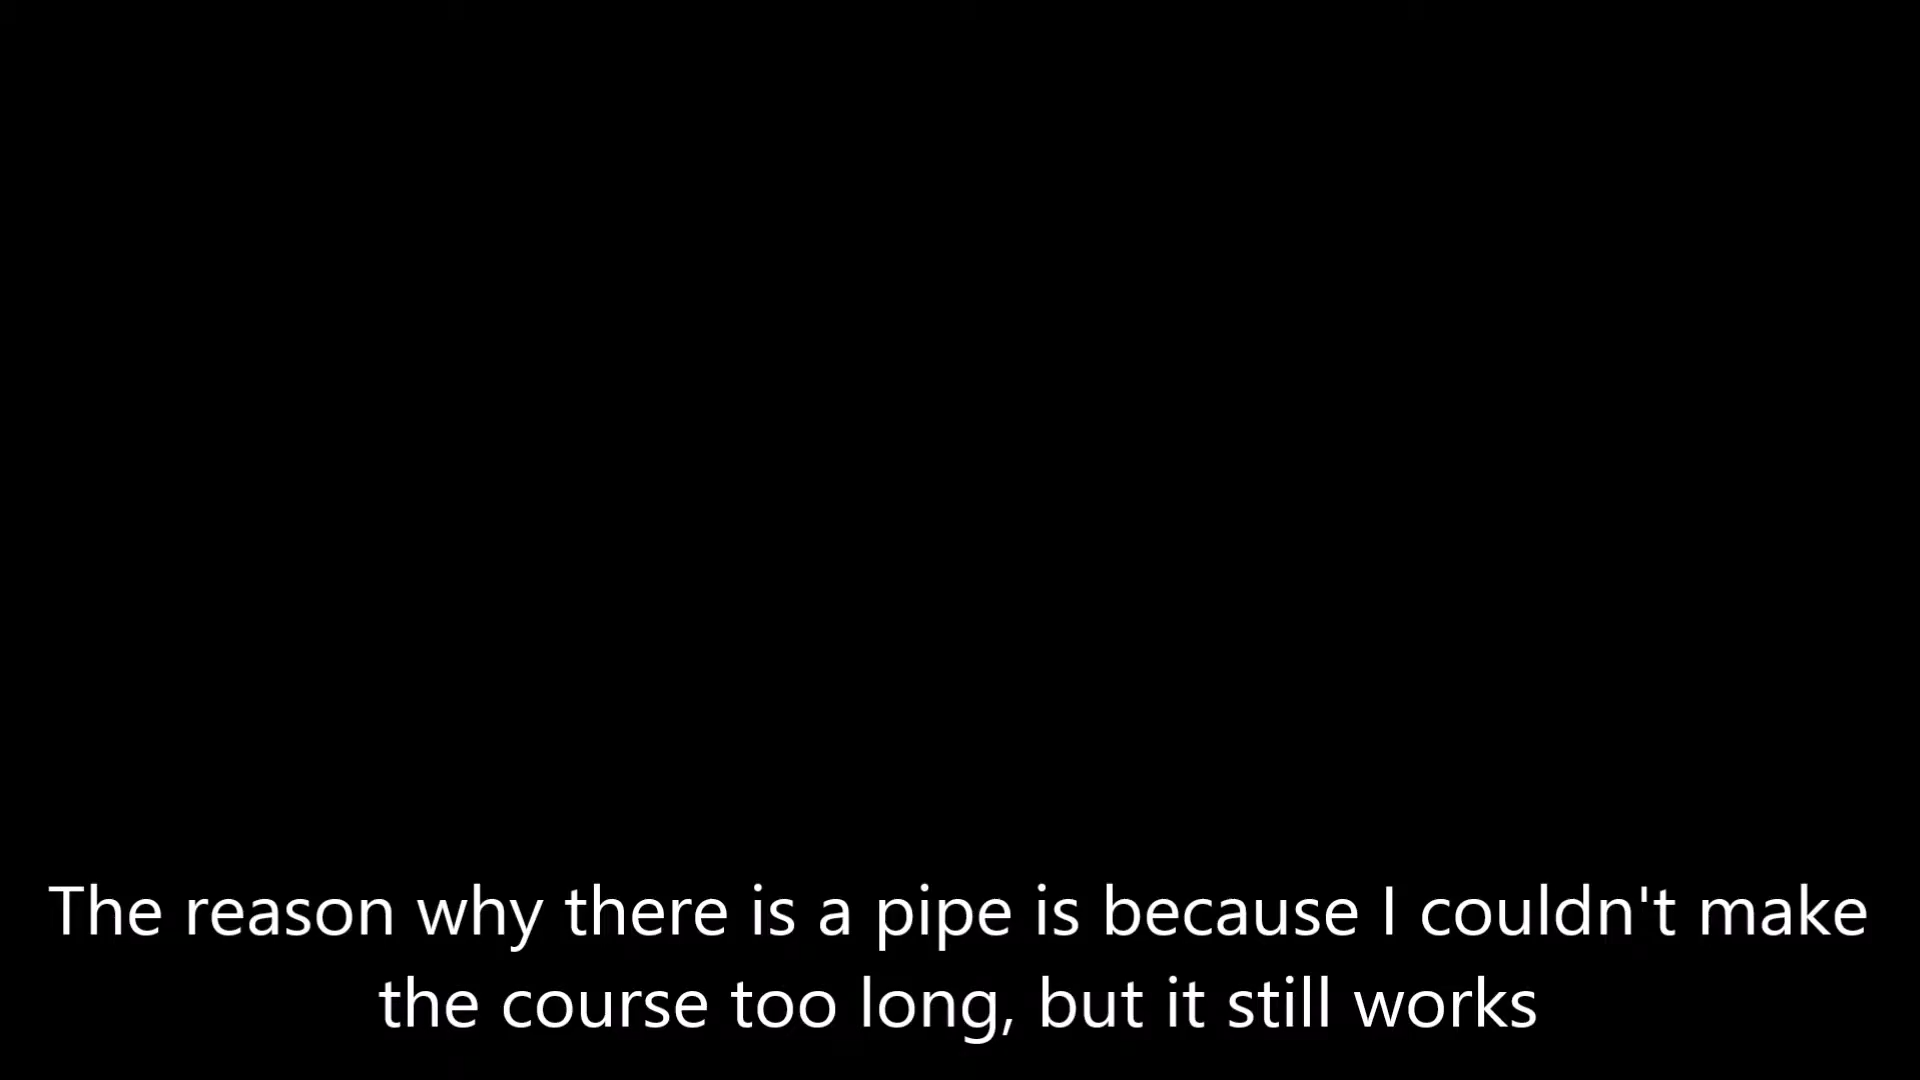 The reason why there is a pipe is because I couldn't make
the course too long, but it still works